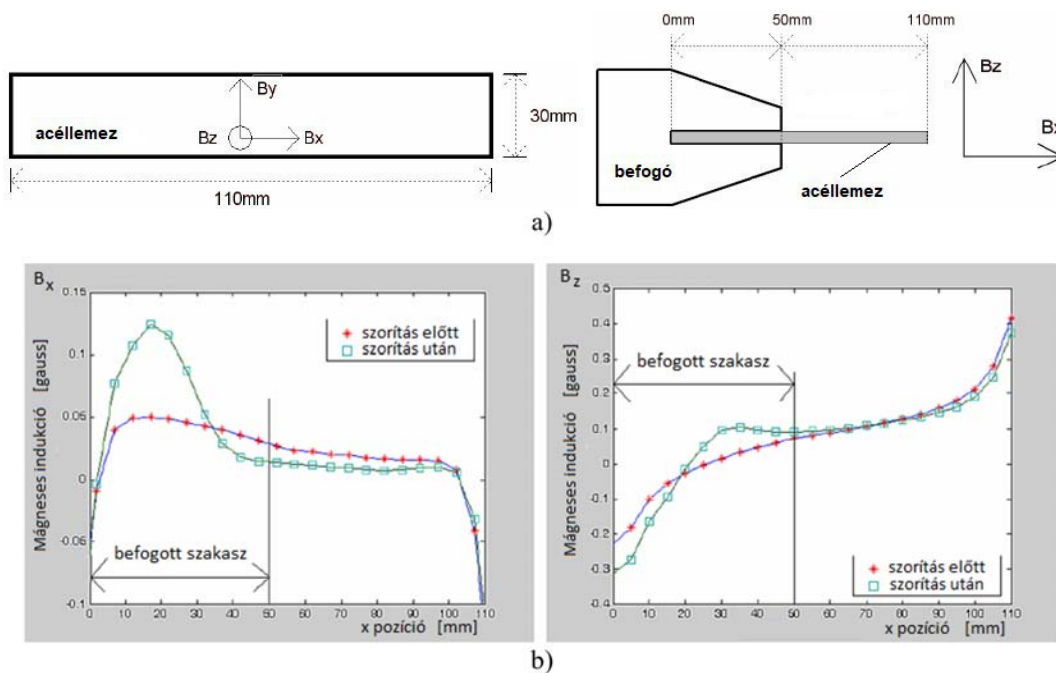 0mm 50mm 110mm
By
Bz Bx
acéllemez
30mm
110mm
Bz
Bx
befogó
acéllemez
a)
Bx
0.15
0.1
0.05
0
-0.06
-0.1
Mágneses indukció [gauss]
szorítás előtt
szorítás után
befogott szakasz
0 10 20 30 40 50 60 70 80 90 100 110
x pozíció [mm]
Bz
0.5
0.4
0.3
0.2
0.1
0
-0.1
-0.2
-0.3
-0.4
Mágneses indukció [gauss]
befogott szakasz
szorítás előtt
szorítás után
0 10 20 30 40 50 60 70 80 90 100 110
x pozíció [mm]
b)